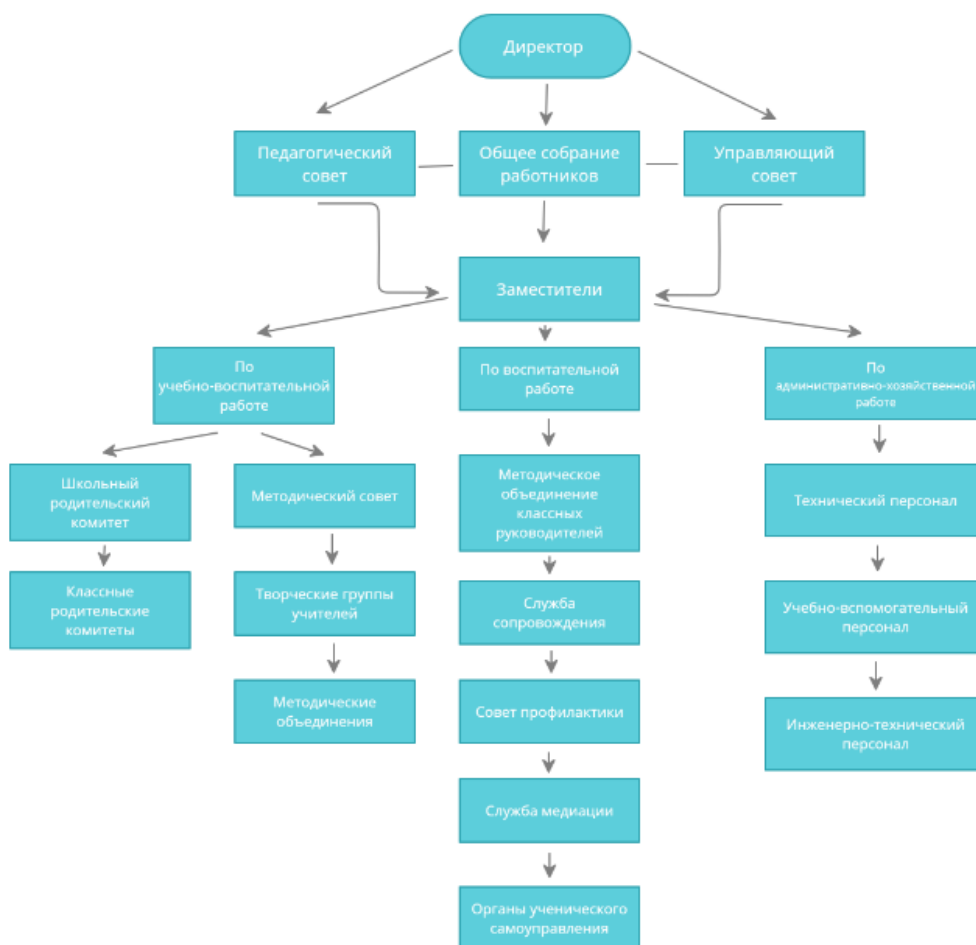 Директор
Педагогический
совет
Общее собрание
работников
Управляющий
совет
Заместители
По
учебно-воспитательной
работе
По воспитательной
работе
По
административно-хозяйственной
работе
Школьный
родительский
комитет
Методический совет
Методическое
объединение
классных
руководителей
Технический персонал
Классные
родительские
комитеты
Творческие группы
учителей
Служба
сопровождения
Учебно-вспомогательный
персонал
Методические
объединения
Совет профилактики
Инженерно-технический
персонал
Служба медиации
Органы ученического
самоуправления